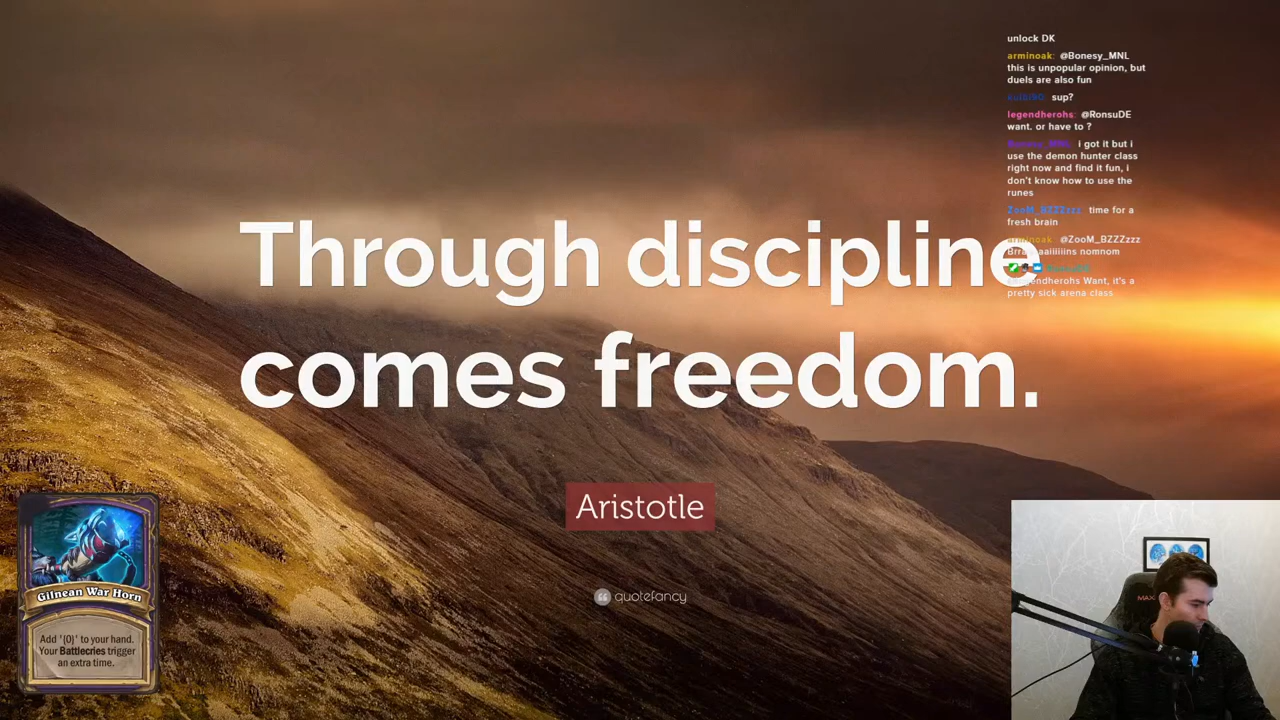 unlock DK
arminoak: @Bonesy_MNL
this is unpopular opinion, but
duels are also fun
sup?
legendherohs: @RonsuDE
want. or have to ?
i got it but i
use the demon hunter class
right now and find it fun, i
don't know how to use the
runes
ZooM_BZZZzzz: time for a
fresh brain
arminoak: @ZooM_BZZZzzz
nomnom
Want, it's a
pretty sick arena class
Through discipline
comes freedom.
Aristotle
quotefancy
Gilnean War Horn
Add '{0}' to your hand.
Your Battlecries trigger
an extra time.
MAX